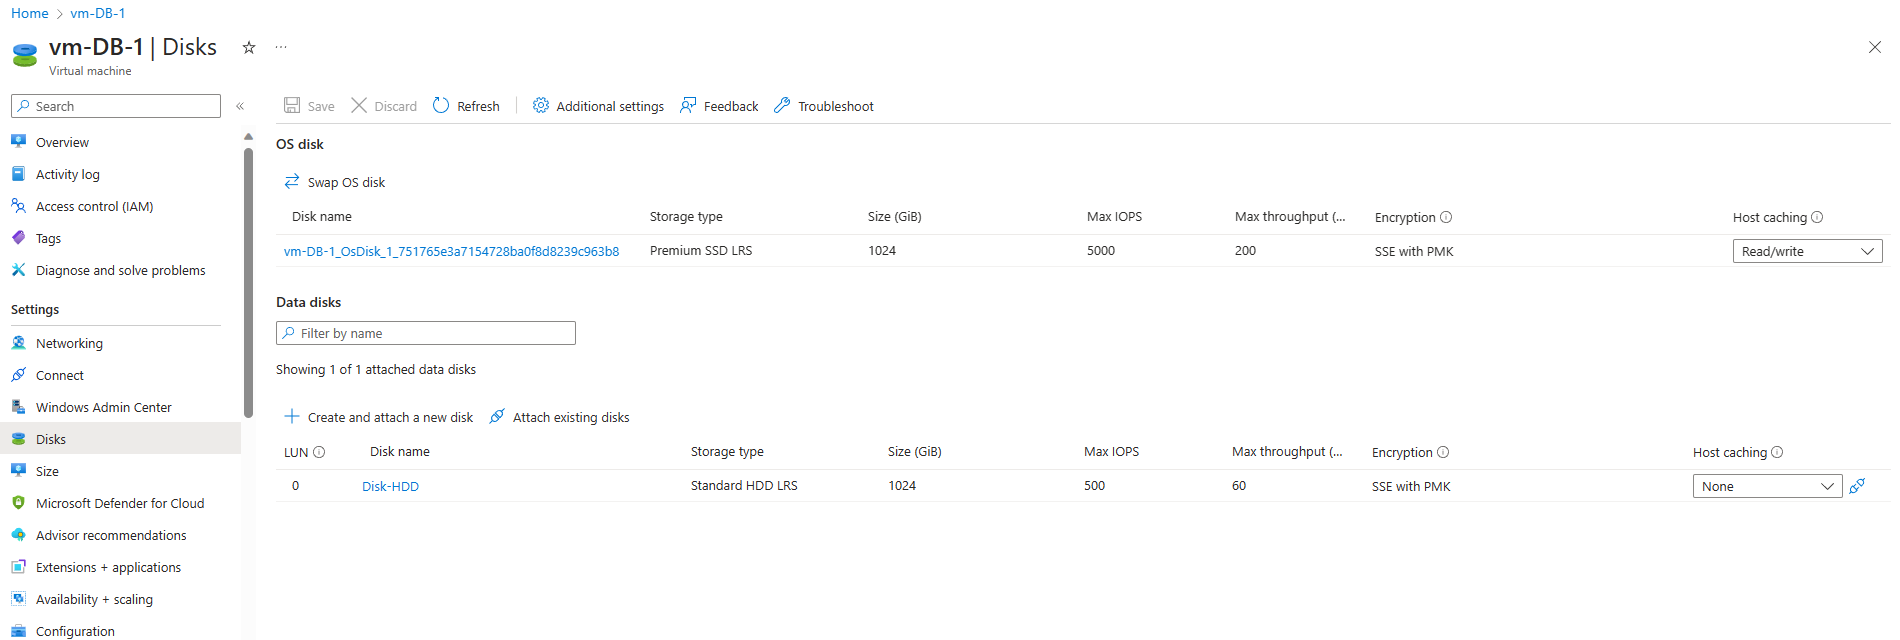 Home > vm-DB-1
vm-DB-1 | Disks
Virtual machine
Search
Overview
Activity log
Access control (IAM)
Tags
Diagnose and solve problems
Settings
Networking
Connect
Windows Admin Center
Disks
Size
Microsoft Defender for Cloud
Advisor recommendations
Extensions + applications
Availability + scaling
Configuration
Save Discard Refresh Additional settings Feedback Troubleshoot
OS disk
Swap OS disk
Disk name Storage type Size (GiB) Max IOPS Max throughput (... Encryption Host caching
vm-DB-1_OsDisk_1_751765e3a7154728ba0f8d8239c963b8 Premium SSD LRS 1024 5000 200 SSE with PMK Read/write
Data disks
Filter by name
Showing 1 of 1 attached data disks
Create and attach a new disk Attach existing disks
LUN Disk name Storage type Size (GiB) Max IOPS Max throughput (... Encryption Host caching
0 Disk-HDD Standard HDD LRS 1024 500 60 SSE with PMK None